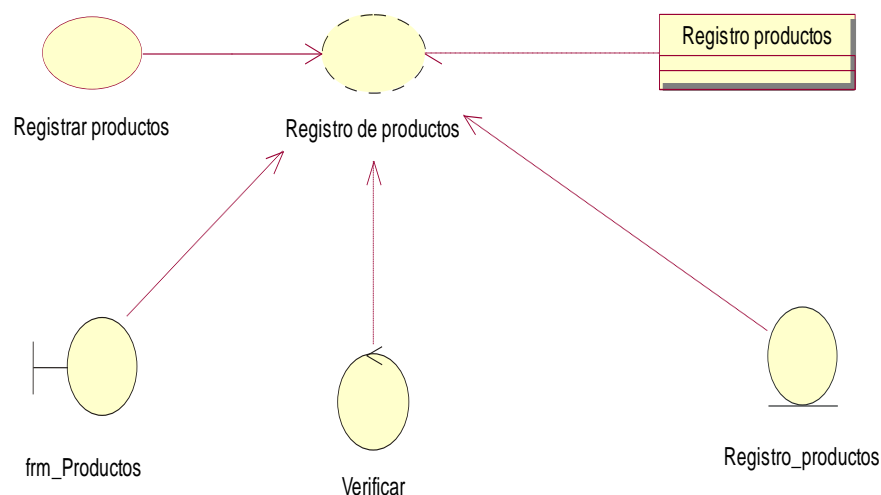 Registro productos
Registrar productos
Registro de productos
frm_Productos
Verificar
Registro_productos